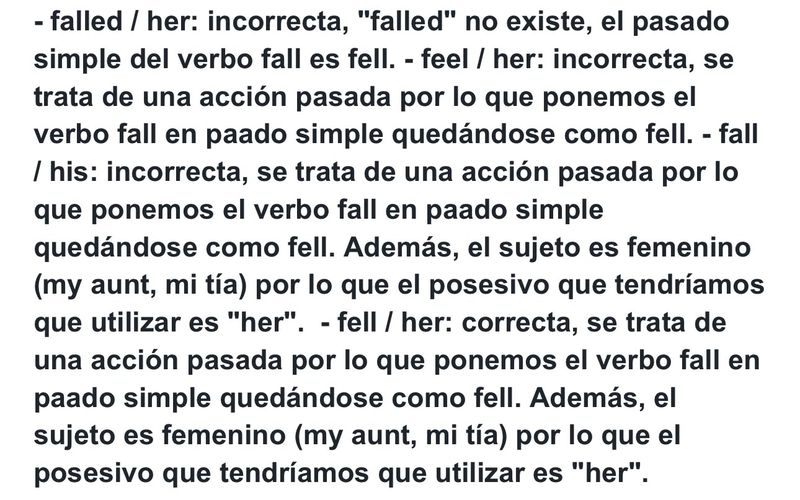 - falled / her: incorrecta, "falled" no existe, el pasado
simple del verbo fall es fell. - feel / her: incorrecta, se
trata de una acción pasada por lo que ponemos el
verbo fall en paado simple quedándose como fell. - fall
/ his: incorrecta, se trata de una acción pasada por lo
que ponemos el verbo fall en paado simple
quedándose como fell. Además, el sujeto es femenino
(my aunt, mi tía) por lo que el posesivo que tendríamos
que utilizar es "her".  - fell / her: correcta, se trata de
una acción pasada por lo que ponemos el verbo fall en
paado simple quedándose como fell. Además, el
sujeto es femenino (my aunt, mi tía) por lo que el
posesivo que tendríamos que utilizar es "her".